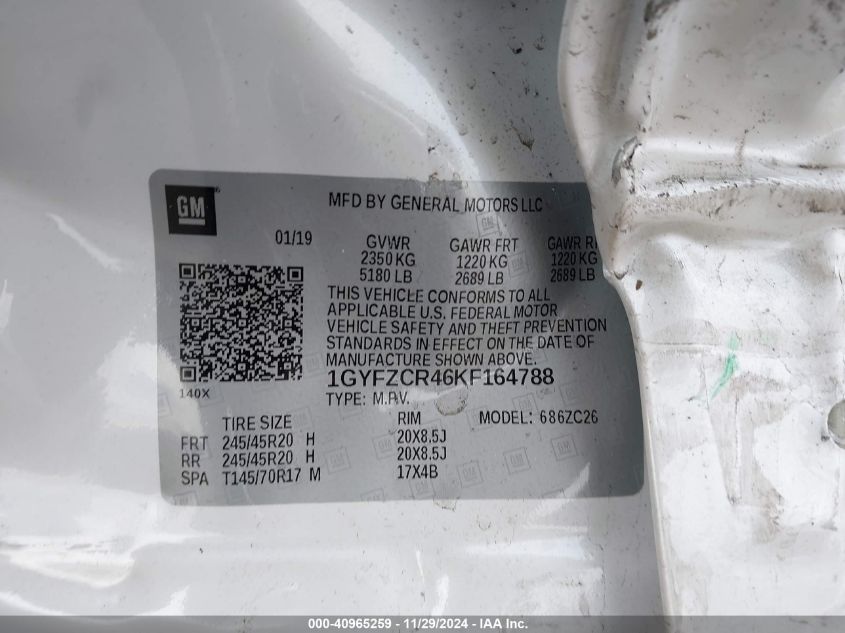 GM
MFD BY GENERAL MOTORS LLC
01/19
GVWR GAWR FRT GAWR
2350 KG 1220 KG 1220 KG
5180 LB 2689 LB 2689 LB
THIS VEHICLE CONFORMS TO ALL
APPLICABLE U.S. FEDERAL MOTOR
VEHICLE SAFETY AND THEFT PREVENTION
STANDARDS IN EFFECT ON THE DATE OF
MANUFACTURE SHOWN ABOVE.
1GYFZCR46KF164788
140X
TYPE: M.P.V.
TIRE SIZE RIM MODEL: 686ZC26
FRT 245/45R20 H 20X8.5J
RR 245/45R20 H 20X8.5J
SPA T145/70R17 M 17X4B
000-40965259 - 11/29/2024 - IAA Inc.